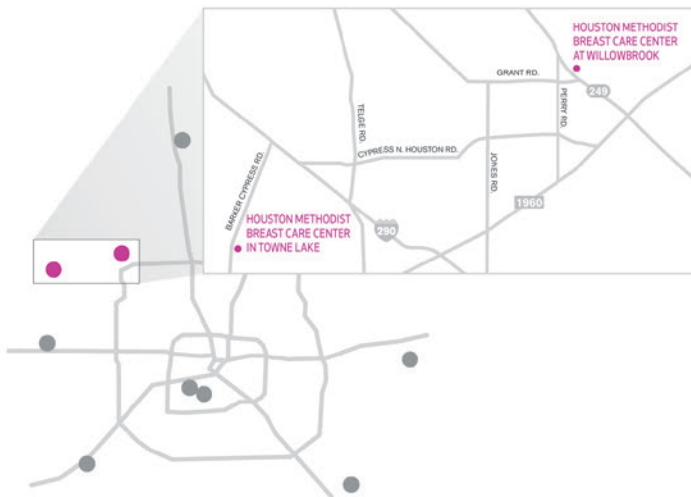 HOUSTON METHODIST
BREAST CARE CENTER
AT WILLOWBROOK
GRANT RD.
249
TELGE RD.
PERRY RD.
CYPRESS N. HOUSTON RD.
JONES RD.
BARKER CYPRESS RD.
1960
HOUSTON METHODIST
BREAST CARE CENTER
IN TOWNE LAKE
290